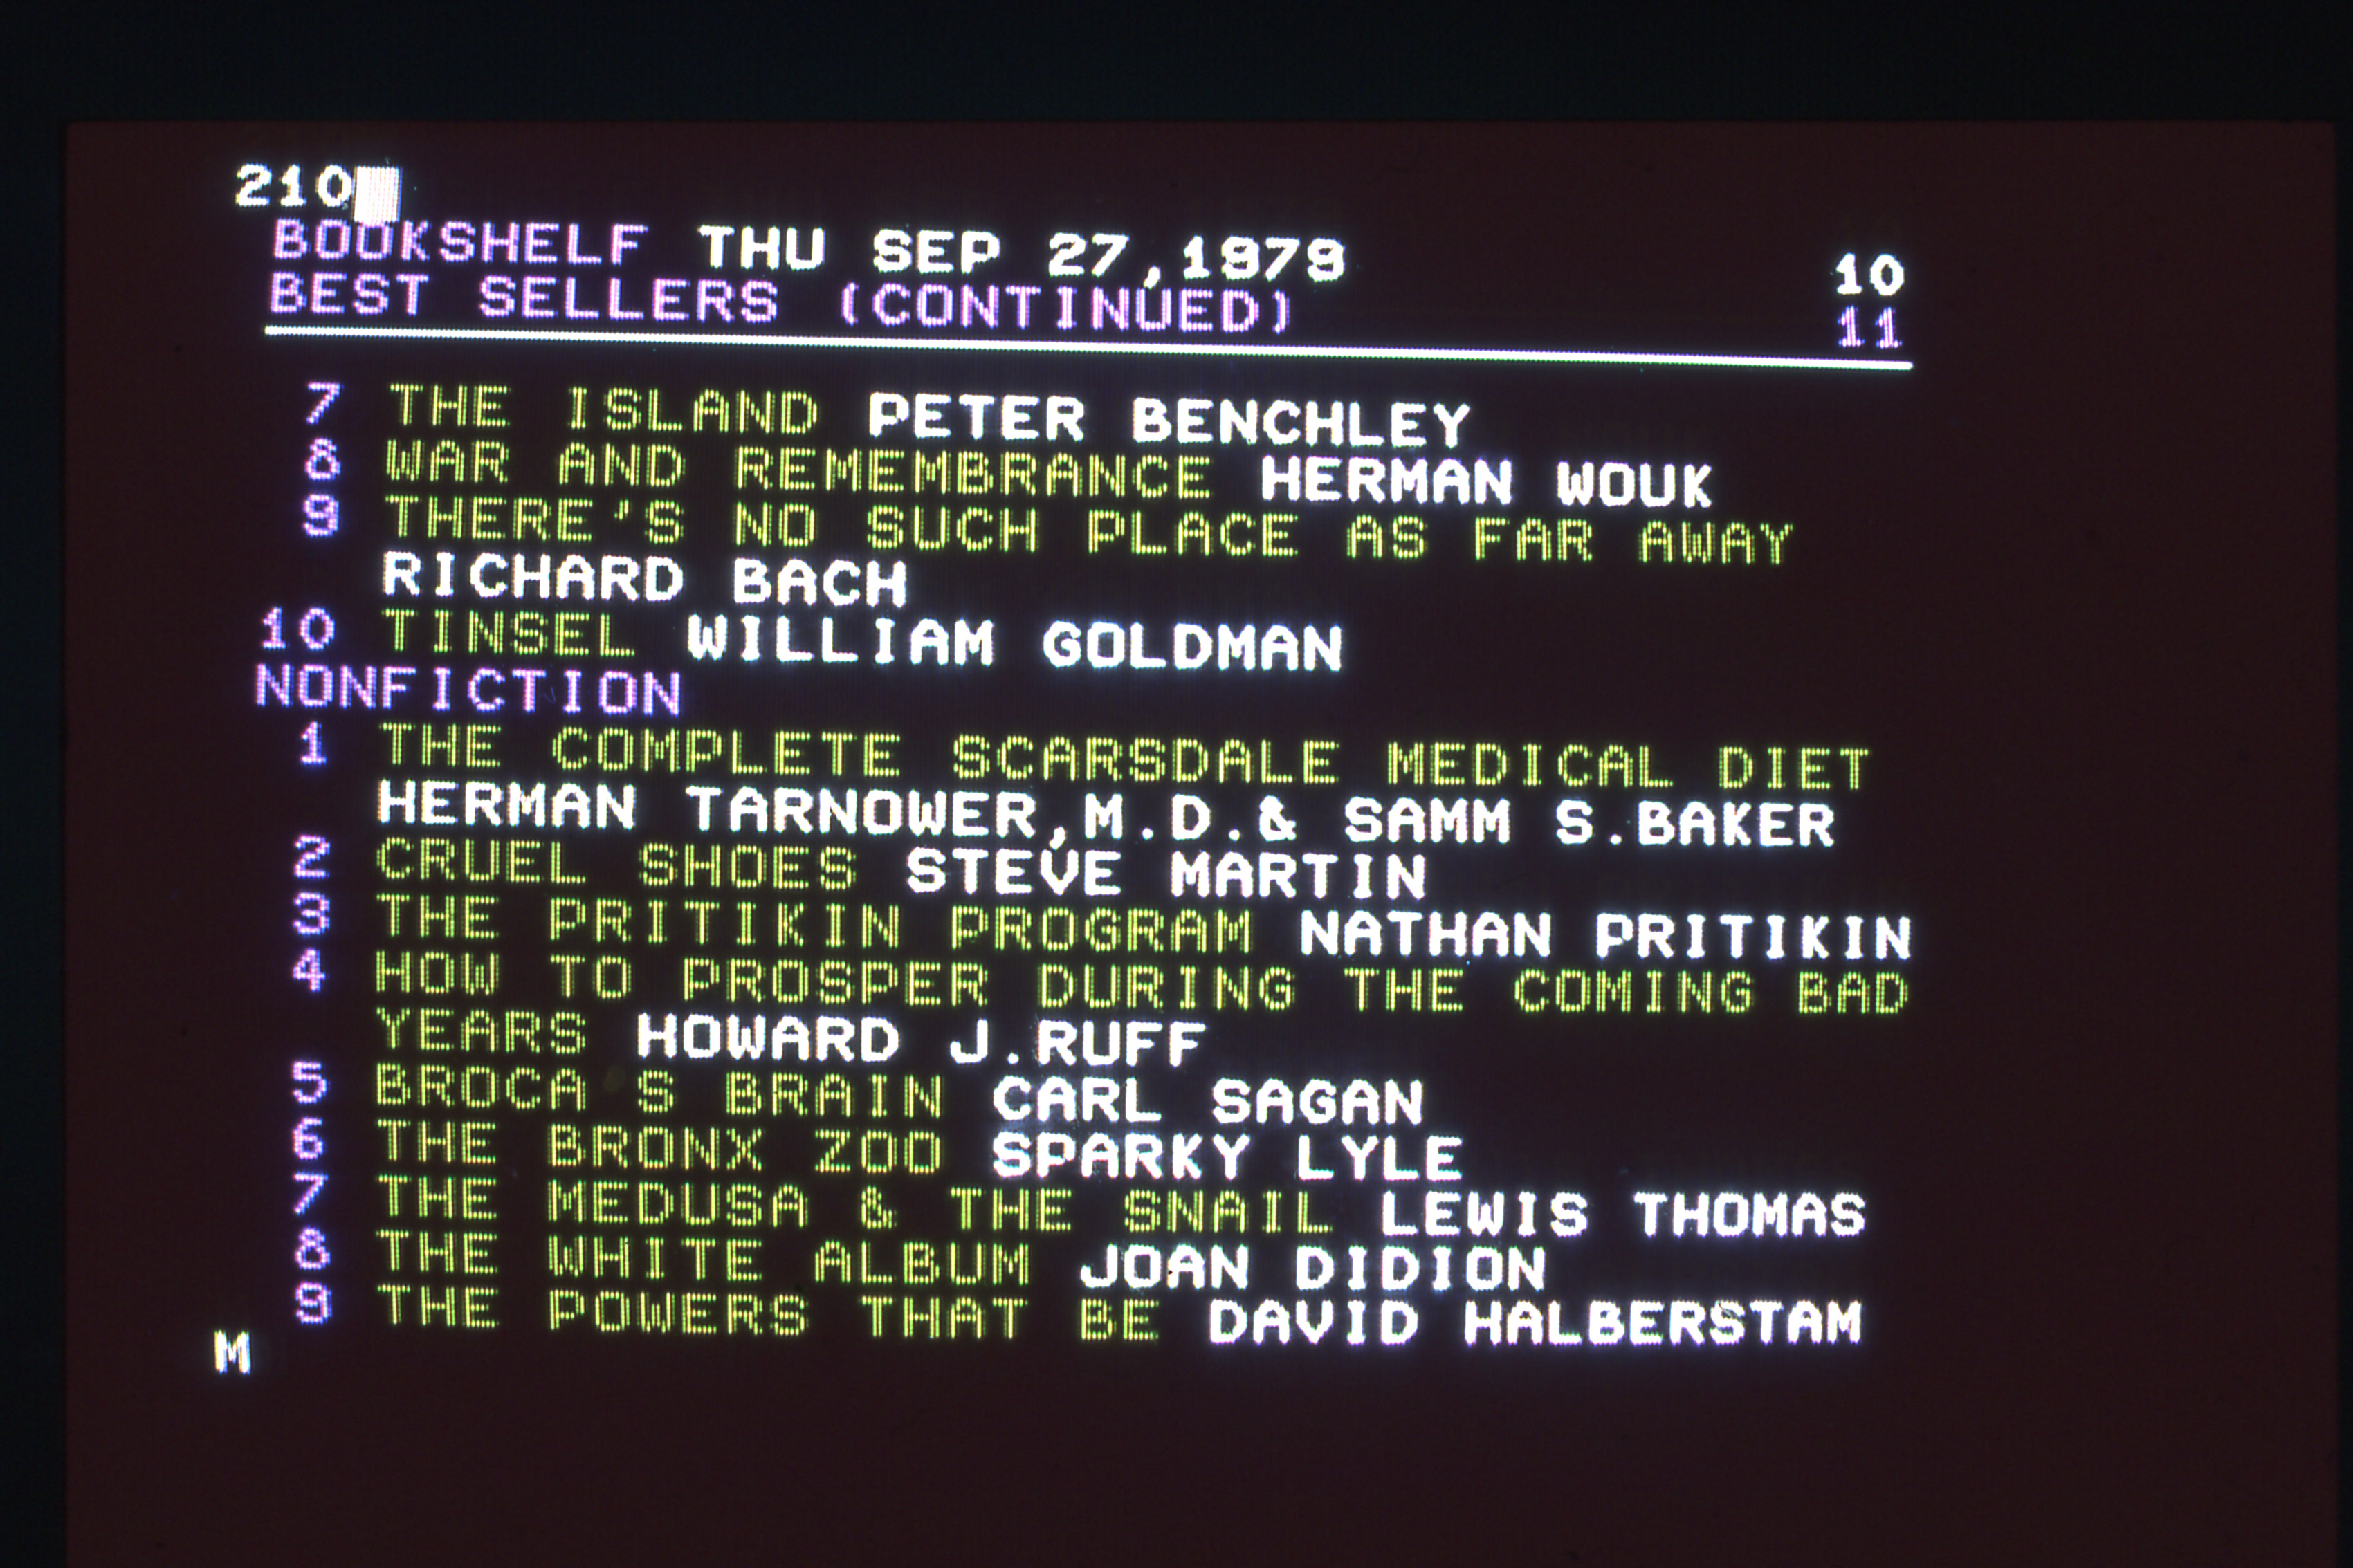 210
BOOKSHELF THU SEP 27,1979 10
BEST SELLERS (CONTINUED) 11
7 THE ISLAND PETER BENCHLEY
8 WAR AND REMEMBRANCE HERMAN WOUK
9 THERE'S NO SUCH PLACE AS FAR AWAY
RICHARD BACH
10 TINSEL WILLIAM GOLDMAN
NONFICTION
1 THE COMPLETE SCARSDALE MEDICAL DIET
HERMAN TARNOWER,M.D.& SAMM S.BAKER
2 CRUEL SHOES STEVE MARTIN
3 THE PRITIKIN PROGRAM NATHAN PRITIKIN
4 HOW TO PROSPER DURING THE COMING BAD
YEARS HOWARD J.RUFF
5 BROCA S BRAIN CARL SAGAN
6 THE BRONX ZOO SPARKY LYLE
7 THE MEDUSA & THE SNAIL LEWIS THOMAS
8 THE WHITE ALBUM JOAN DIDION
9 THE POWERS THAT BE DAVID HALBERSTAM
M